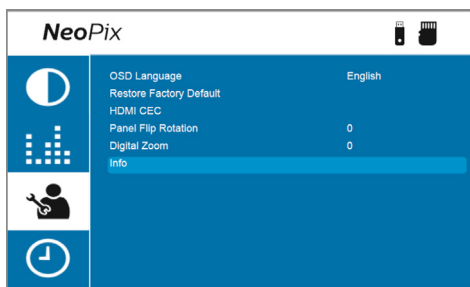 NeoPix
OSD Language English
Restore Factory Default
HDMI CEC
Panel Flip Rotation 0
Digital Zoom 0
Info